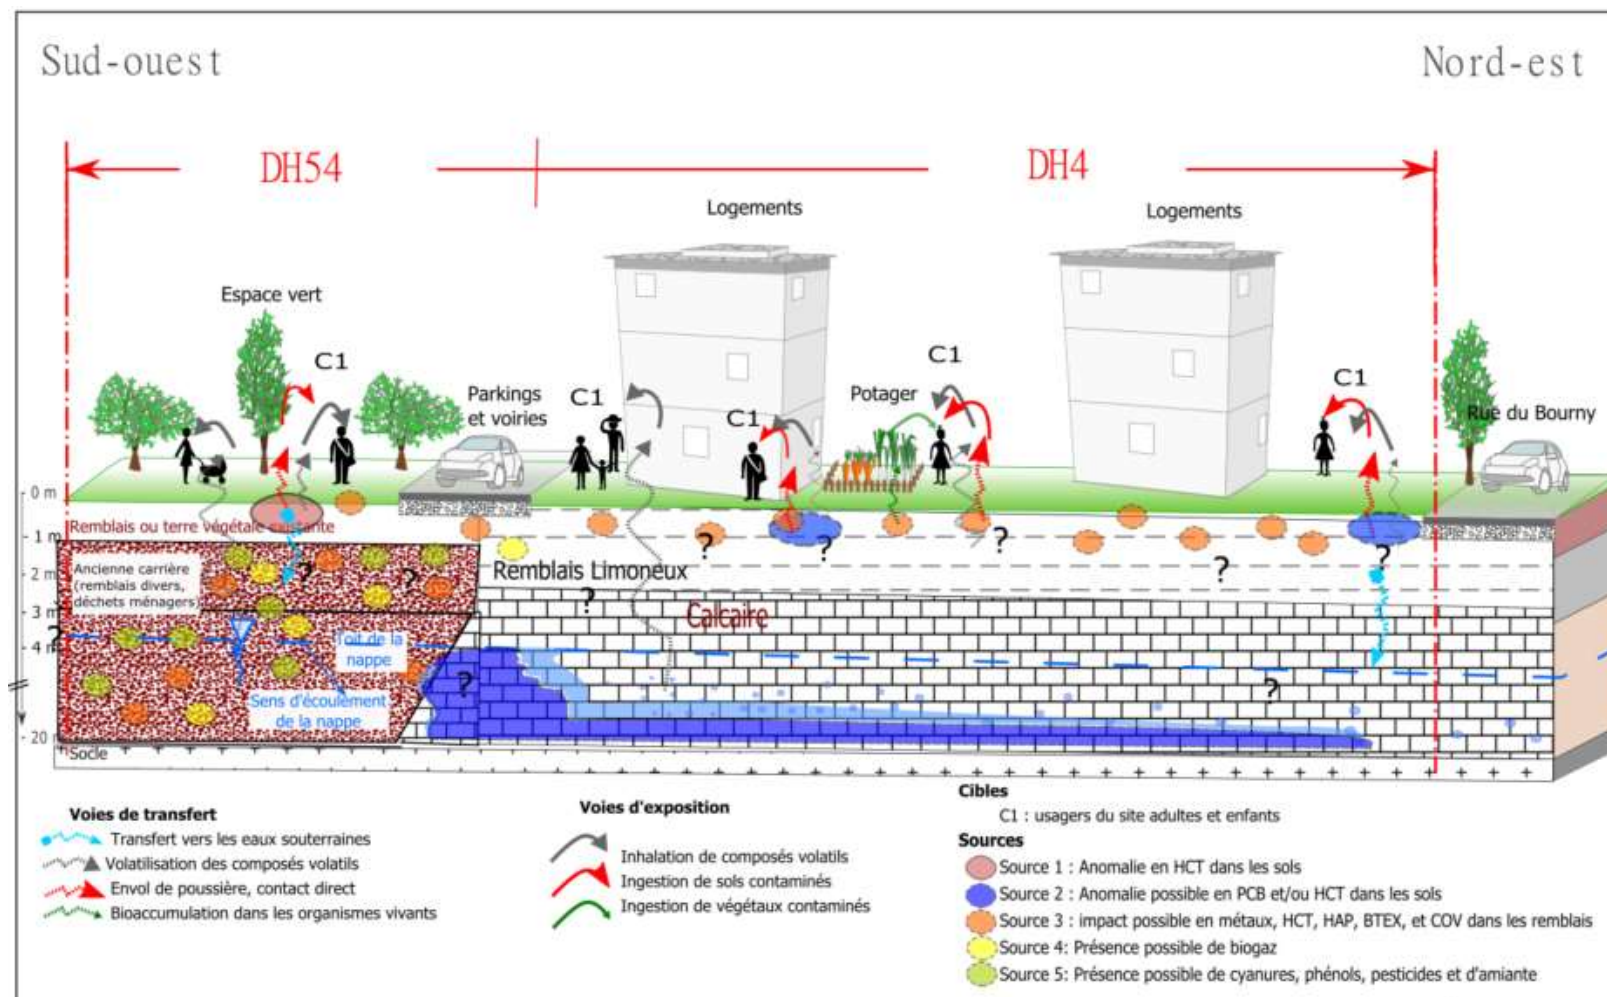 Sud-ouest
Nord-est
DH54
DH4
Logements
Logements
Espace vert
C1
C1
C1
C1
C1
Parkings
et voiries
Potager
Rue du Bourny
0 m
1 m
2 m
3 m
4 m
20 m
Remblais ou terre végétale existante
Ancienne carrière
(remblais divers,
déchets ménagers)
?
?
?
?
?
?
?
?
?
?
?
?
Remblais Limoneux
Calcaire
Toit de la
nappe
Sens d'écoulement
de la nappe
Socle
Voies de transfert
Transfert vers les eaux souterraines
Volatilisation des composés volatils
Envol de poussière, contact direct
Bioaccumulation dans les organismes vivants
Voies d'exposition
Inhalation de composés volatils
Ingestion de sols contaminés
Ingestion de végétaux contaminés
Cibles
C1 : usagers du site adultes et enfants
Sources
Source 1 : Anomalie en HCT dans les sols
Source 2 : Anomalie possible en PCB et/ou HCT dans les sols
Source 3 : impact possible en métaux, HCT, HAP, BTEX, et COV dans les remblais
Source 4: Présence possible de biogaz
Source 5: Présence possible de cyanures, phénols, pesticides et d'amiante